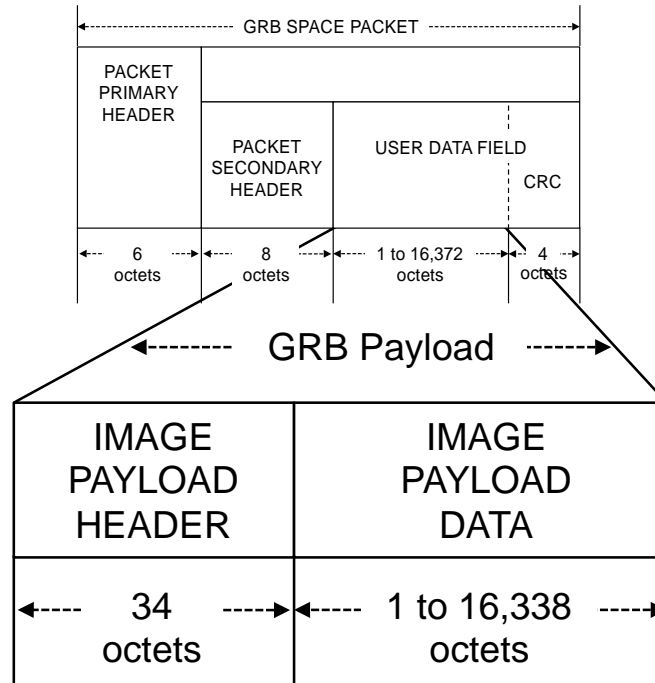 GRB SPACE PACKET
PACKET
PRIMARY
HEADER
PACKET
SECONDARY
HEADER
USER DATA FIELD
CRC
6
octets
8
octets
1 to 16,372
octets
4
octets
GRB Payload
IMAGE
PAYLOAD
HEADER
IMAGE
PAYLOAD
DATA
34
octets
1 to 16,338
octets